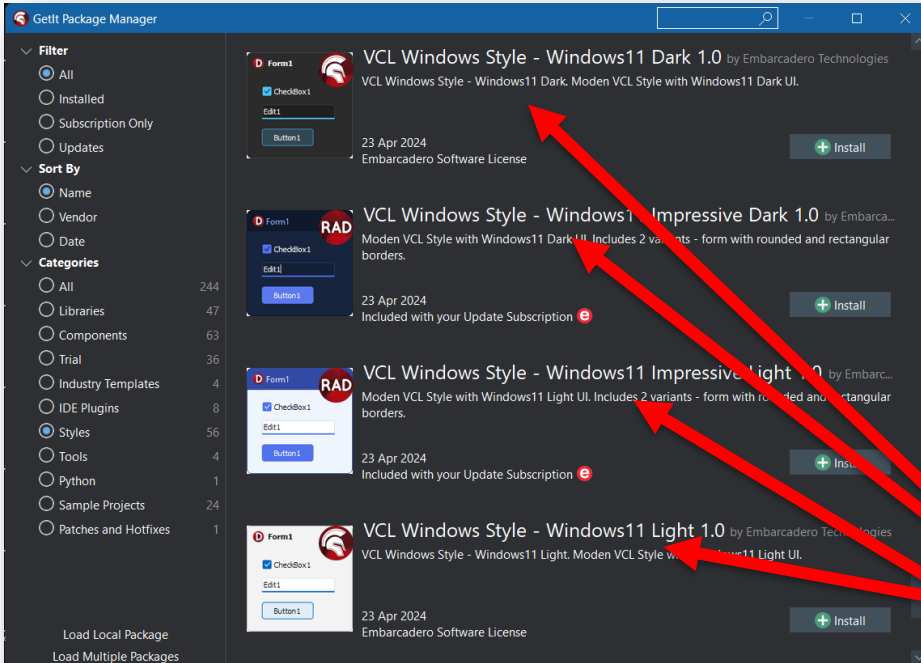 GetIt Package Manager
Filter
All
Installed
Subscription Only
Updates
Sort By
Name
Vendor
Date
Categories
All 244
Libraries 47
Components 63
Trial 36
Industry Templates 4
IDE Plugins 8
Styles 56
Tools 4
Python 1
Sample Projects 24
Patches and Hotfixes 1
Load Local Package
Load Multiple Packages
D Form1
CheckBox1
Edit1
Button1
VCL Windows Style - Windows11 Dark 1.0 by Embarcadero Technologies
VCL Windows Style - Windows11 Dark. Moden VCL Style with Windows11 Dark UI.
23 Apr 2024
Embarcadero Software License
Install
D Form1
RAD
CheckBox1
Edit1
Button1
VCL Windows Style - Windows11 Impressive Dark 1.0 by Embarca...
Moden VCL Style with Windows11 Dark UI. Includes 2 variants - form with rounded and rectangular
borders.
23 Apr 2024
Included with your Update Subscription e
Install
D Form1
RAD
CheckBox1
Edit1
Button1
VCL Windows Style - Windows11 Impressive Light 1.0 by Embarc...
Moden VCL Style with Windows11 Light UI. Includes 2 variants - form with rounded and rectangular
borders.
23 Apr 2024
Included with your Update Subscription e
Install
D Form1
CheckBox1
Edit1
Button1
VCL Windows Style - Windows11 Light 1.0 by Embarcadero Technologies
VCL Windows Style - Windows11 Light. Moden VCL Style with Windows11 Light UI.
23 Apr 2024
Embarcadero Software License
Install